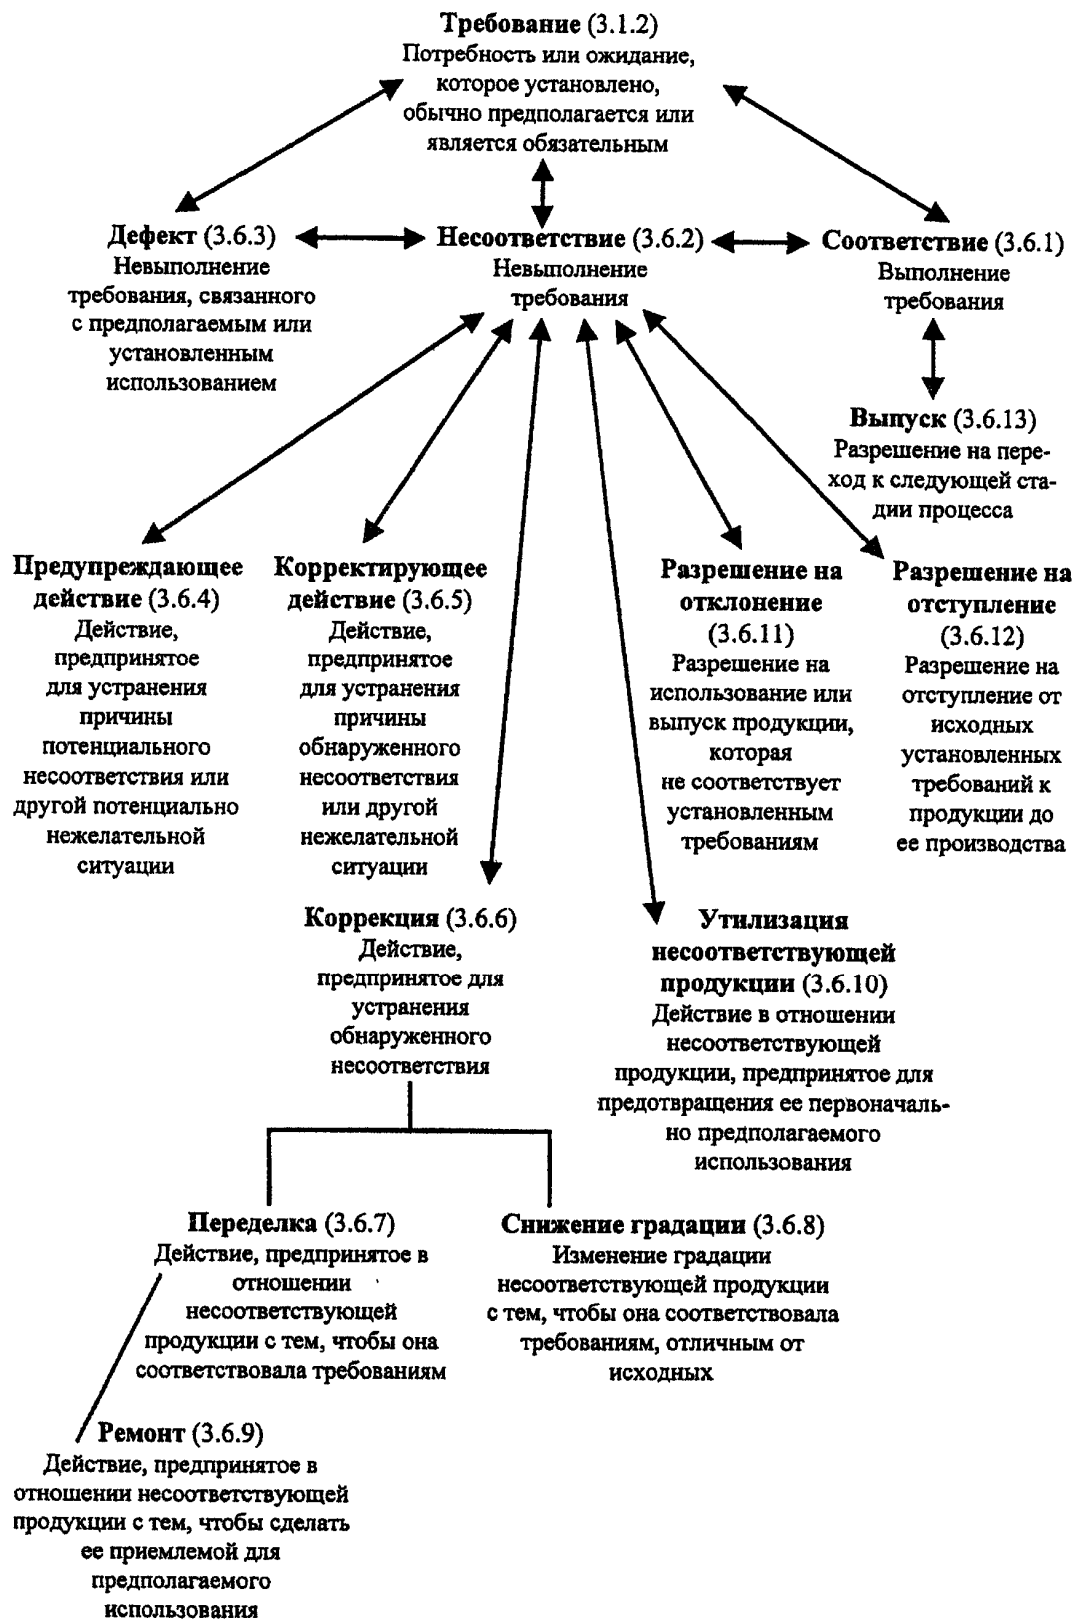 Требование (3.1.2)
Потребность или ожидание,
которое установлено,
обычно предполагается или
является обязательным
Дефект (3.6.3)
Невыполнение
требования, связанного
с предполагаемым или
установленным
использованием
Несоответствие (3.6.2)
Невыполнение
требования
Соответствие (3.6.1)
Выполнение
требования
Выпуск (3.6.13)
Разрешение на пере-
ход к следующей ста-
дии процесса
Предупреждающее
действие (3.6.4)
Действие,
предпринятое
для устранения
причины
потенциального
несоответствия или
другой потенциально
нежелательной
ситуации
Корректирующее
действие (3.6.5)
Действие,
предпринятое
для устранения
причины
обнаруженного
несоответствия
или другой
нежелательной
ситуации
Разрешение на
отклонение
(3.6.11)
Разрешение на
использование или
выпуск продукции,
которая
не соответствует
установленным
требованиям
Разрешение на
отступление
(3.6.12)
Разрешение на
отступление от
исходных
установленных
требований к
продукции до
ее производства
Коррекция (3.6.6)
Действие,
предпринятое для
устранения
обнаруженного
несоответствия
Утилизация
несоответствующей
продукции (3.6.10)
Действие в отношении
несоответствующей
продукции, предпринятое для
предотвращения ее первоначаль-
но предполагаемого
использования
Переделка (3.6.7)
Действие, предпринятое в
отношении
несоответствующей
продукции с тем, чтобы она
соответствовала требованиям
Снижение градации (3.6.8)
Изменение градации
несоответствующей продукции
с тем, чтобы она соответствовала
требованиям, отличным от
исходных
Ремонт (3.6.9)
Действие, предпринятое в
отношении несоответствующей
продукции с тем, чтобы сделать
ее приемлемой для
предполагаемого
использования